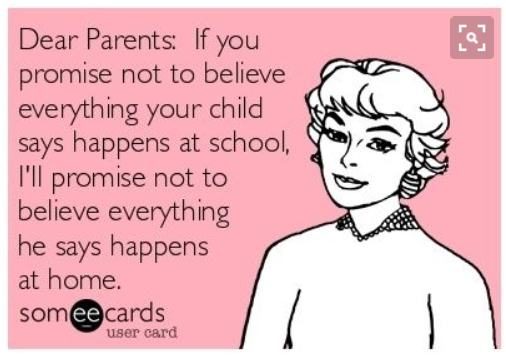 Dear Parents: If you
promise not to believe
everything your child
says happens at school,
I'll promise not to
believe everything
he says happens
at home.
someecards
user card